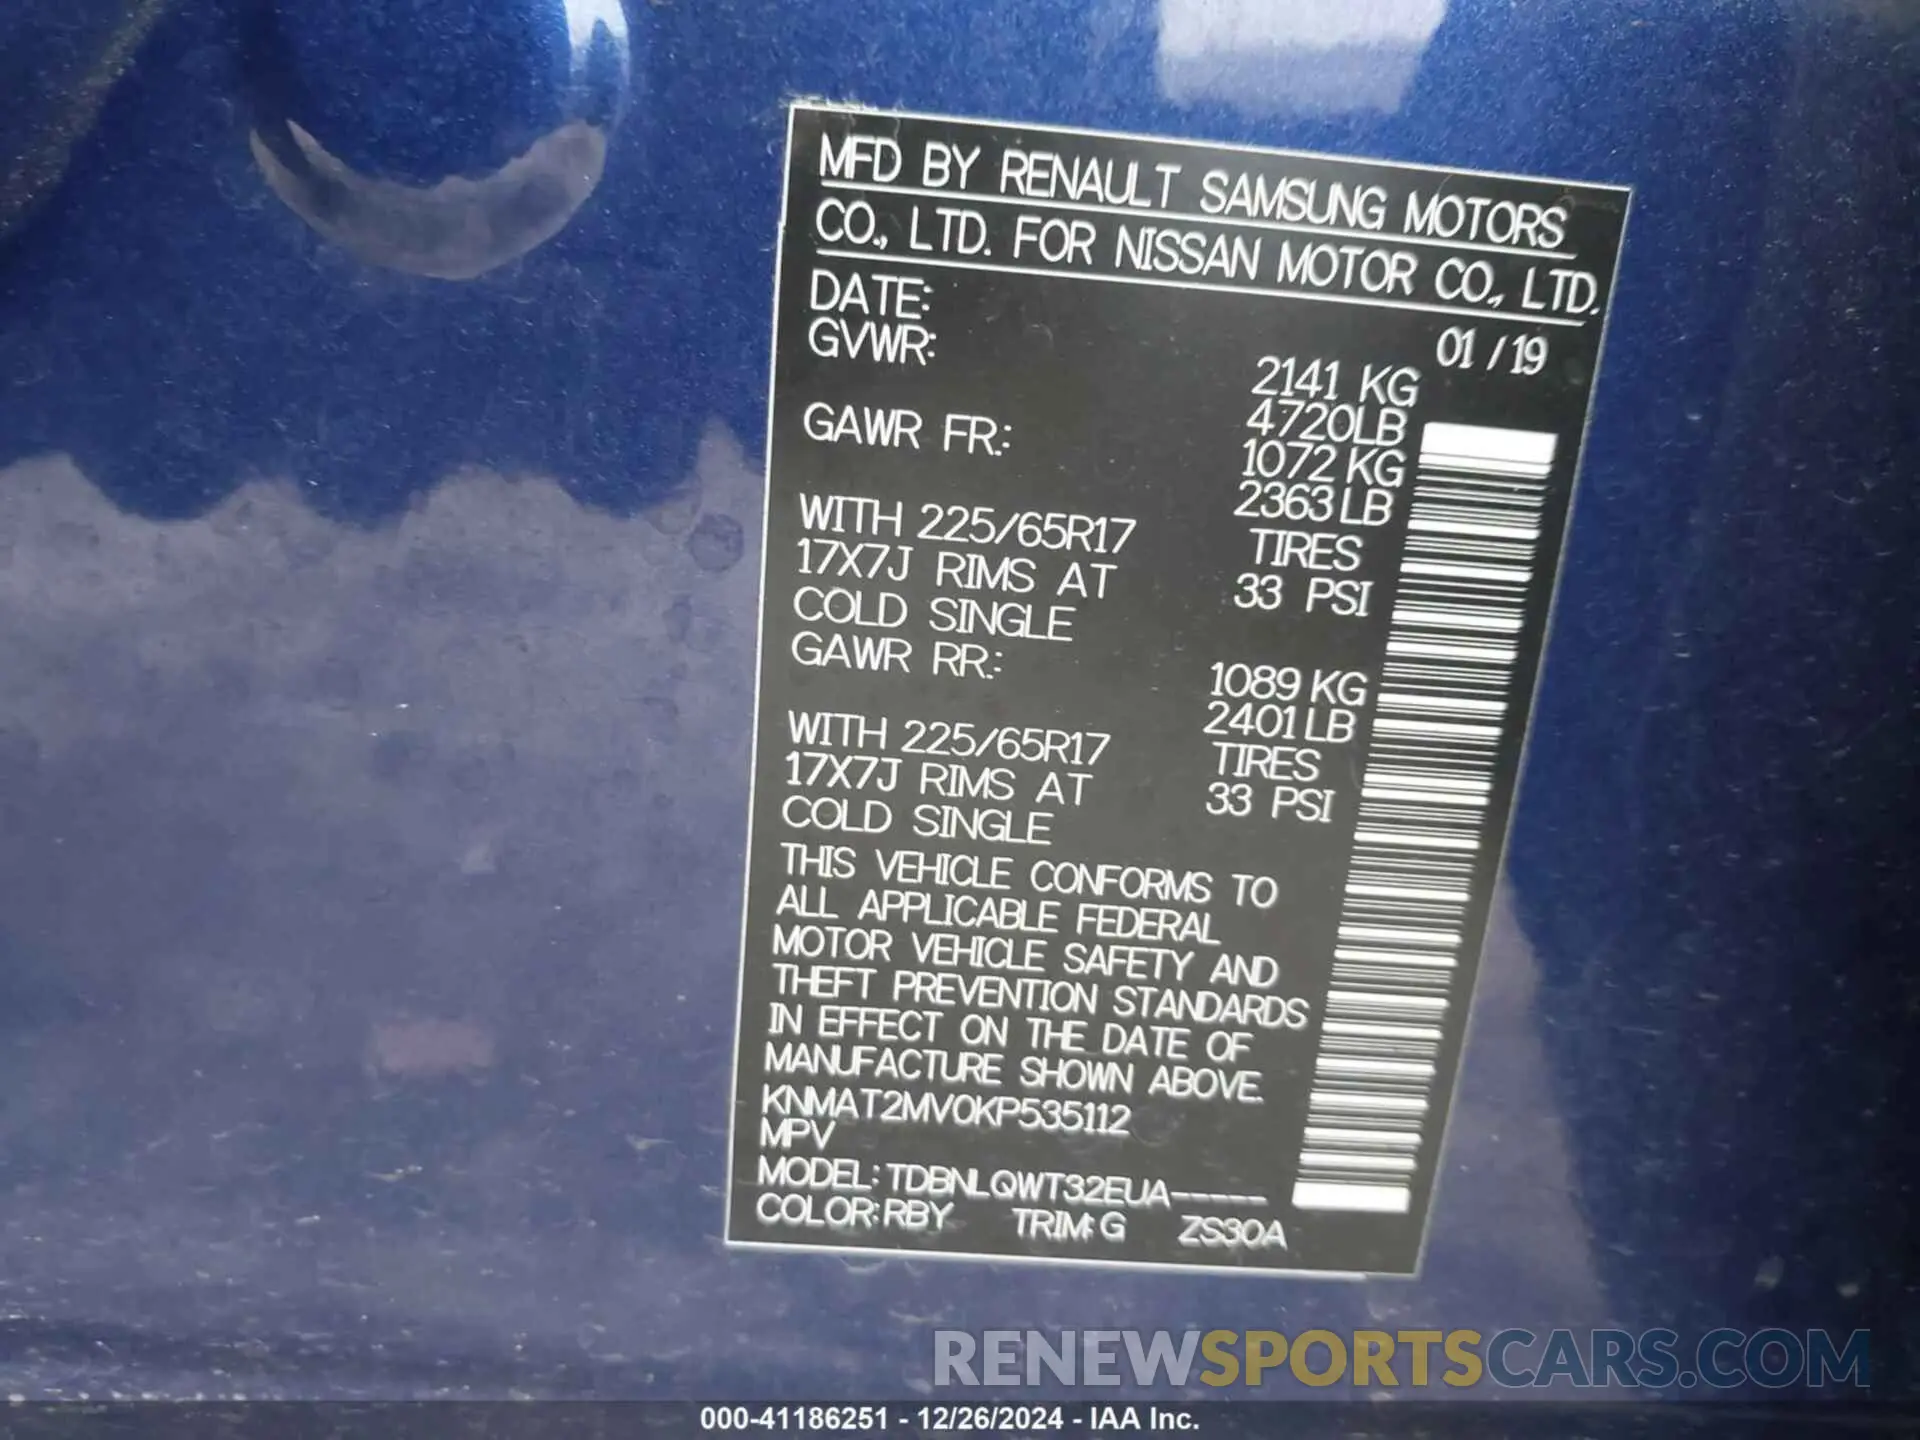 MFD BY RENAULT SAMSUNG MOTORS
CO., LTD. FOR NISSAN MOTOR CO., LTD.
DATE: 01 / 19
GVWR: 2141 KG
4720LB
GAWR FR.: 1072 KG
2363 LB
WITH 225/65R17 TIRES
17X7J RIMS AT 33 PSI
COLD SINGLE
GAWR RR.: 1089 KG
2401 LB
WITH 225/65R17 TIRES
17X7J RIMS AT 33 PSI
COLD SINGLE
THIS VEHICLE CONFORMS TO
ALL APPLICABLE FEDERAL
MOTOR VEHICLE SAFETY AND
THEFT PREVENTION STANDARDS
IN EFFECT ON THE DATE OF
MANUFACTURE SHOWN ABOVE.
KNMAT2MV0KP535112
MPV
MODEL: TDBNLQWT32EUA-----
COLOR: RBY TRIM: G ZS30A
RENEWSPORTSCARS.COM
000-41186251 - 12/26/2024 - IAA Inc.